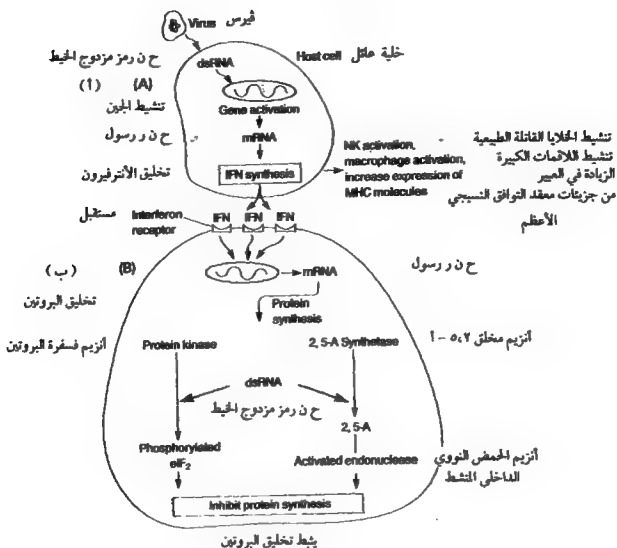 Virus ڤيرس
ح ن رمز مزدوج الخيط dsRNA Host cell خلية عائل
(أ) (A)
تنشيط الجين Gene activation
ح ن ر رسول mRNA
تخليق الأنترفيرون IFN synthesis
NK activation,
macrophage activation,
increase expression of
MHC molecules
تنشيط الخلايا القاتلة الطبيعية
تنشيط اللاقمات الكبيرة
الزيادة في العبير
من جزيئات معقد التوافق النسيجي
الأعظم
مستقبل Interferon
receptor
IFN IFN IFN
(ب) (B)
mRNA ح ن ر رسول
تخليق البروتين Protein
synthesis
أنزيم فسفرة البروتين Protein kinase 2, 5-A Synthetase أنزيم مخلق ٥،٢ - أ
dsRNA
ح ن رمز مزدوج الخيط
2, 5-A
Phosphorylated
eIF2
Activated endonuclease أنزيم الحمض النووي
الداخلي المنشط
Inhibit protein synthesis
يثبط تخليق البروتين